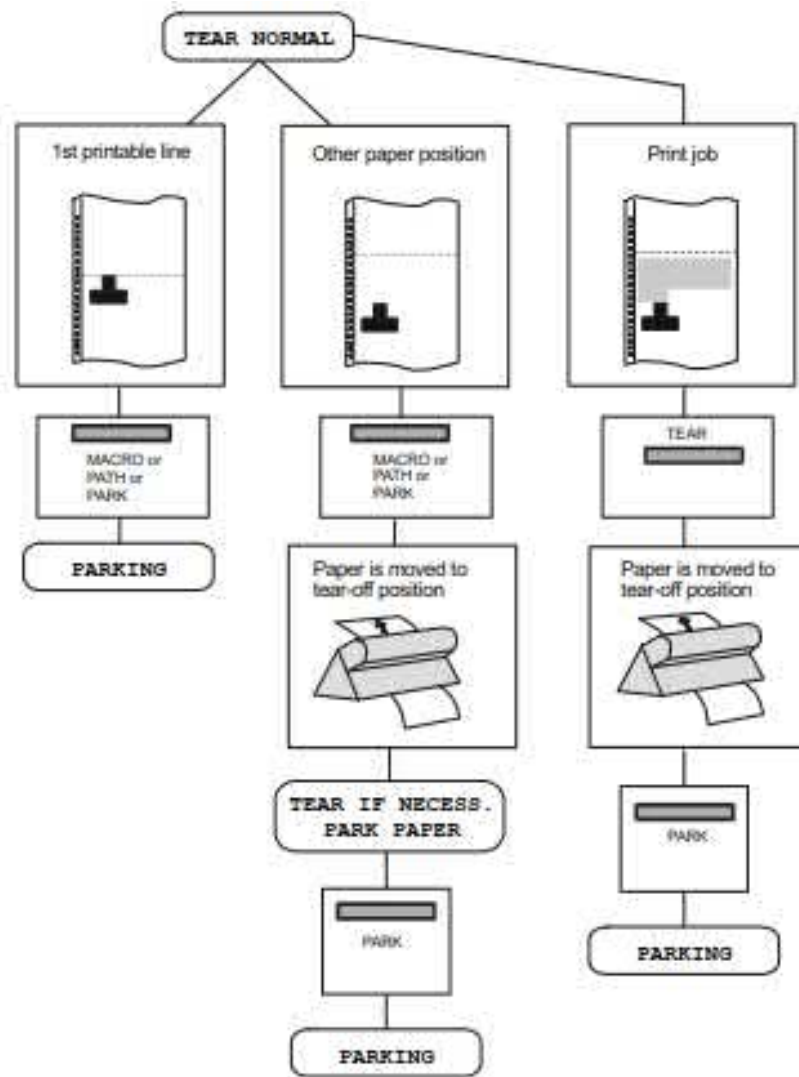 TEAR NORMAL
1st printable line
Other paper position
Print job
MACRO or
PATH or
PARK
MACRO or
PATH or
PARK
TEAR
PARKING
Paper is moved to
tear-off position
Paper is moved to
tear-off position
TEAR IF NECESS.
PARK PAPER
PARK
PARK
PARKING
PARKING